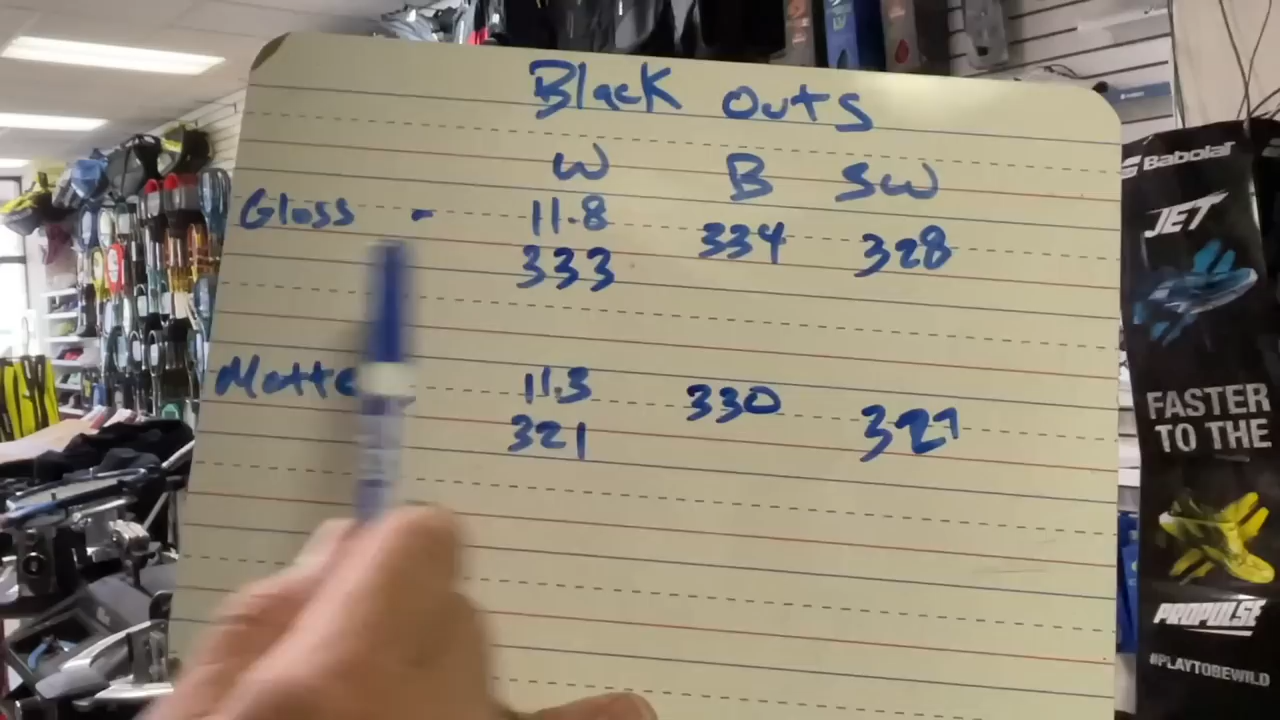 Black Outs
W B SW
Gloss - 11.8 334 328
333
Matte 11.3 330 327
321
Babolat
JET
FASTER
TO THE
PROPULSE
#PLAYTOBEWILD